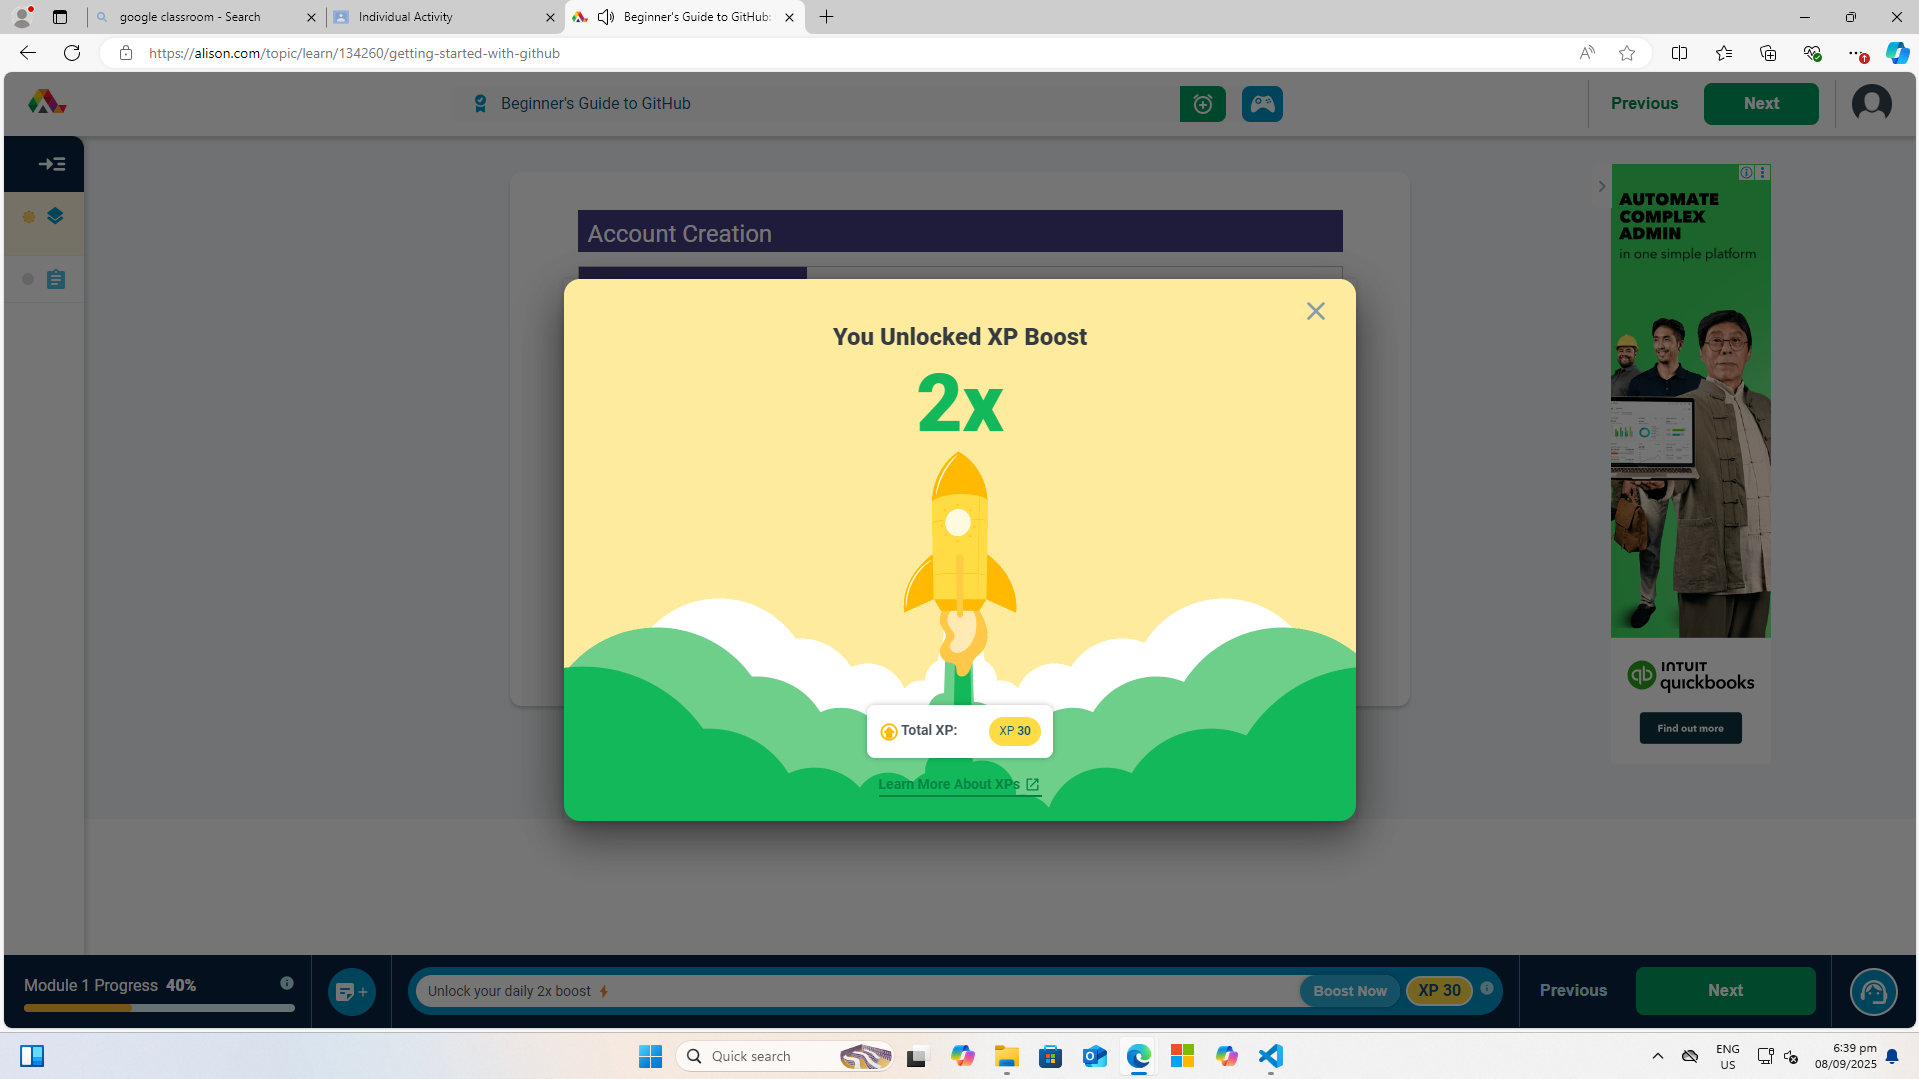 google classroom - Search
Individual Activity
Beginner's Guide to GitHub:
https://alison.com/topic/learn/134260/getting-started-with-github
Beginner's Guide to GitHub
Previous
Next
Account Creation
AUTOMATE
COMPLEX
ADMIN
in one simple platform
You Unlocked XP Boost
2x
Total XP:
XP 30
Learn More About XPs
INTUIT
quickbooks
Find out more
Module 1 Progress 40%
Unlock your daily 2x boost
Boost Now
XP 30
Previous
Next
Quick search
ENG
US
6:39 pm
08/09/2025